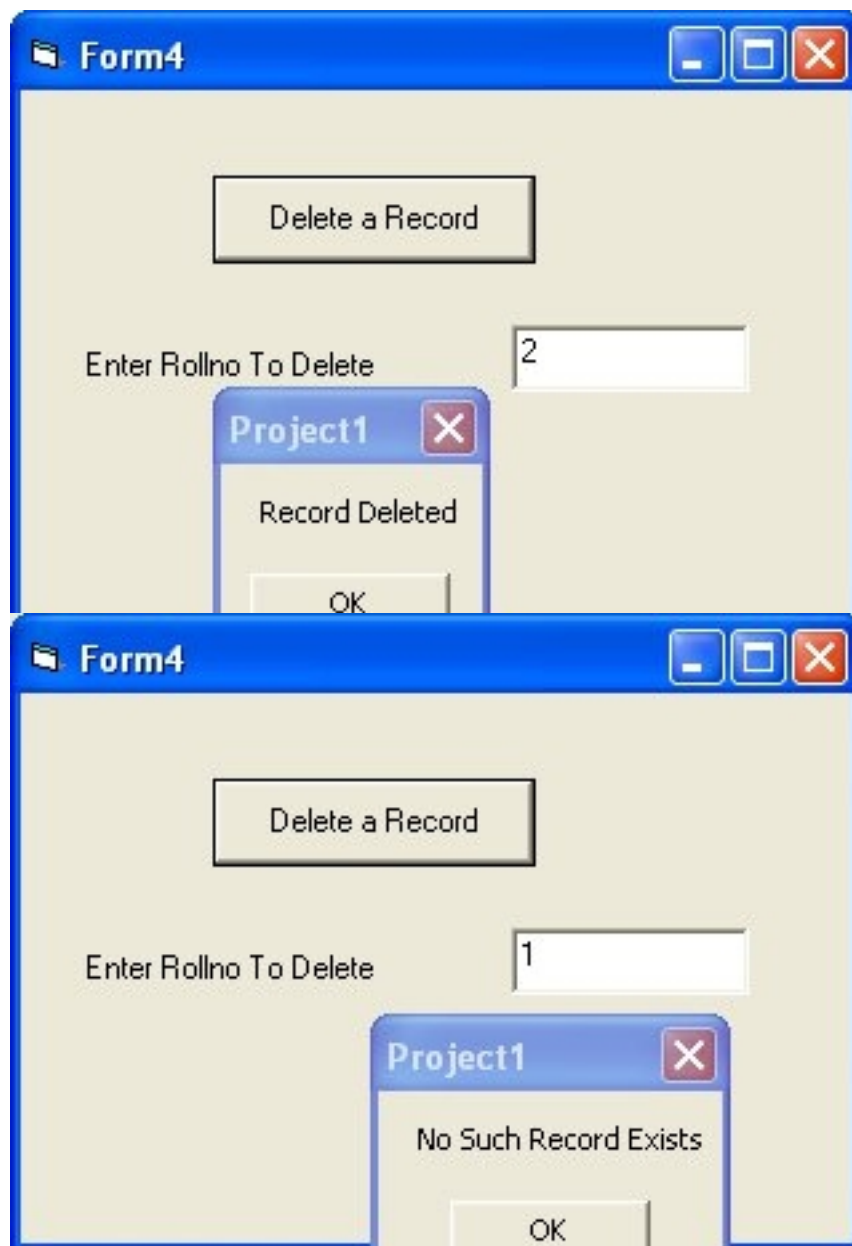 Form4
Delete a Record
Enter Rollno To Delete 2
Project1
Record Deleted
OK
Form4
Delete a Record
Enter Rollno To Delete 1
Project1
No Such Record Exists
OK